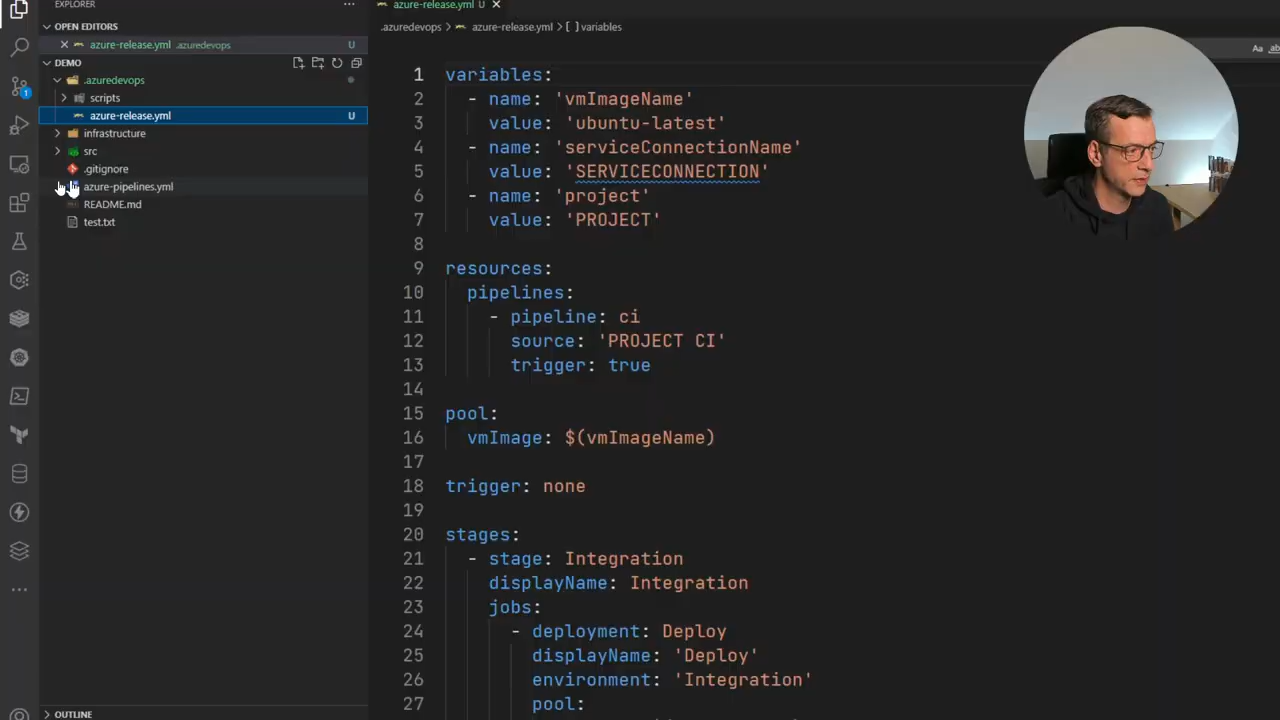 EXPLORER
OPEN EDITORS
azure-release.yml .azuredevops U
DEMO
.azuredevops
scripts
azure-release.yml U
infrastructure
src
.gitignore
azure-pipelines.yml
README.md
test.txt
OUTLINE
azure-release.yml U
.azuredevops > azure-release.yml > [ ] variables
Aa
1 variables:
2 - name: 'vmImageName'
3 value: 'ubuntu-latest'
4 - name: 'serviceConnectionName'
5 value: 'SERVICECONNECTION'
6 - name: 'project'
7 value: 'PROJECT'
8
9 resources:
10 pipelines:
11 - pipeline: ci
12 source: 'PROJECT CI'
13 trigger: true
14
15 pool:
16 vmImage: $(vmImageName)
17
18 trigger: none
19
20 stages:
21 - stage: Integration
22 displayName: Integration
23 jobs:
24 - deployment: Deploy
25 displayName: 'Deploy'
26 environment: 'Integration'
27 pool: